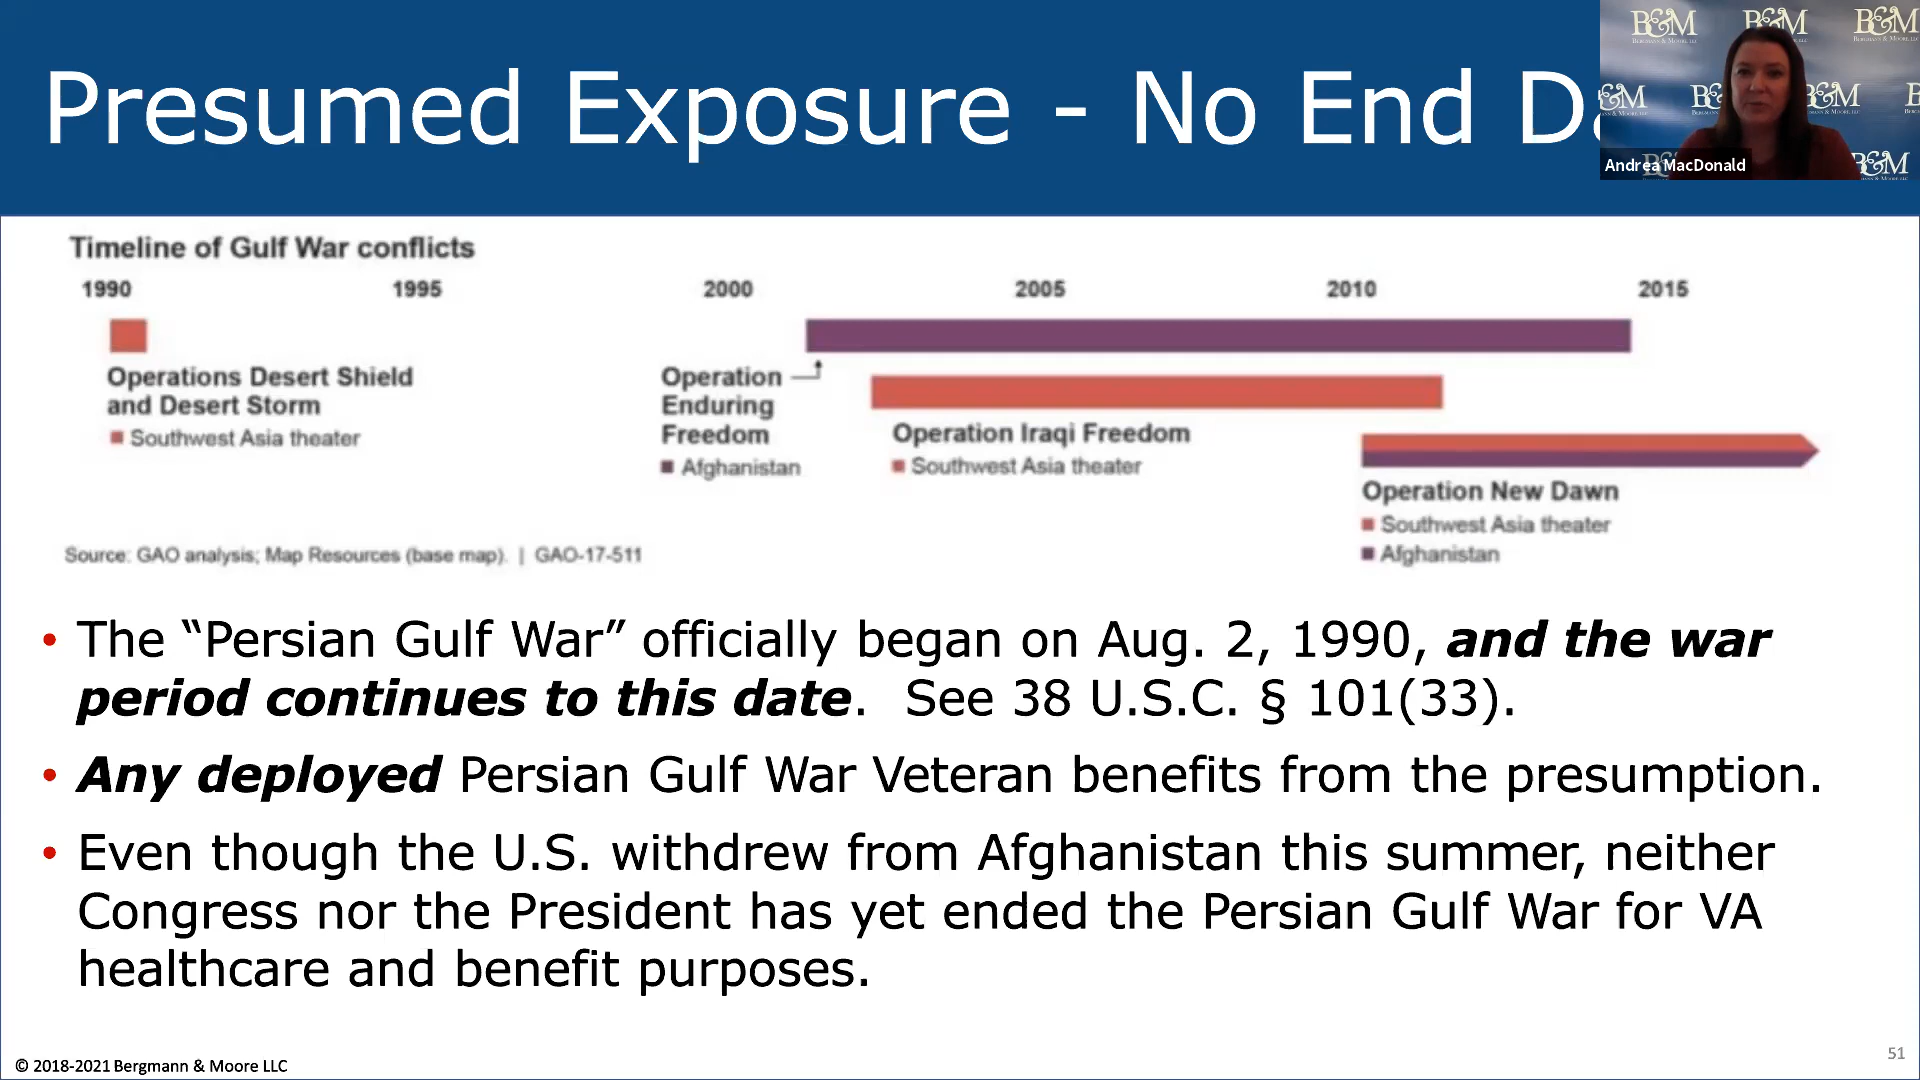 Presumed Exposure - No End Da
B&M B&M B&M
B&M B&M B&M
Andrea MacDonald B&M
Timeline of Gulf War conflicts
1990 1995 2000 2005 2010 2015
Operations Desert Shield
and Desert Storm
Southwest Asia theater
Operation
Enduring
Freedom
Afghanistan
Operation Iraqi Freedom
Southwest Asia theater
Operation New Dawn
Southwest Asia theater
Afghanistan
Source: GAO analysis; Map Resources (base map). | GAO-17-511
• The “Persian Gulf War” officially began on Aug. 2, 1990, and the war
period continues to this date. See 38 U.S.C. § 101(33).
• Any deployed Persian Gulf War Veteran benefits from the presumption.
• Even though the U.S. withdrew from Afghanistan this summer, neither
Congress nor the President has yet ended the Persian Gulf War for VA
healthcare and benefit purposes.
© 2018-2021 Bergmann & Moore LLC
51